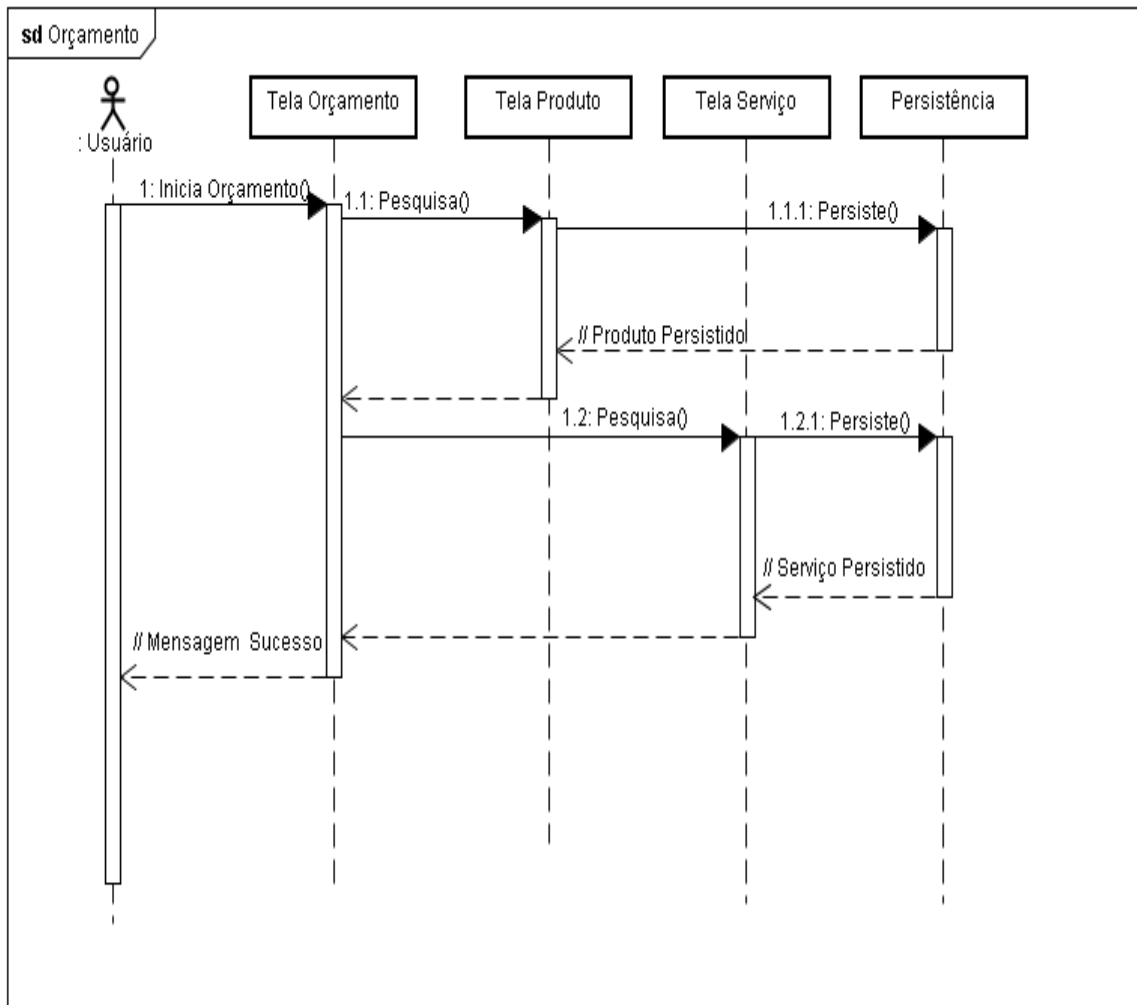 sd Orçamento
: Usuário
Tela Orçamento
Tela Produto
Tela Serviço
Persistência
1: Inicia Orçamento()
1.1: Pesquisa()
1.1.1: Persiste()
// Produto Persistido
1.2: Pesquisa()
1.2.1: Persiste()
// Serviço Persistido
// Mensagem  Sucesso